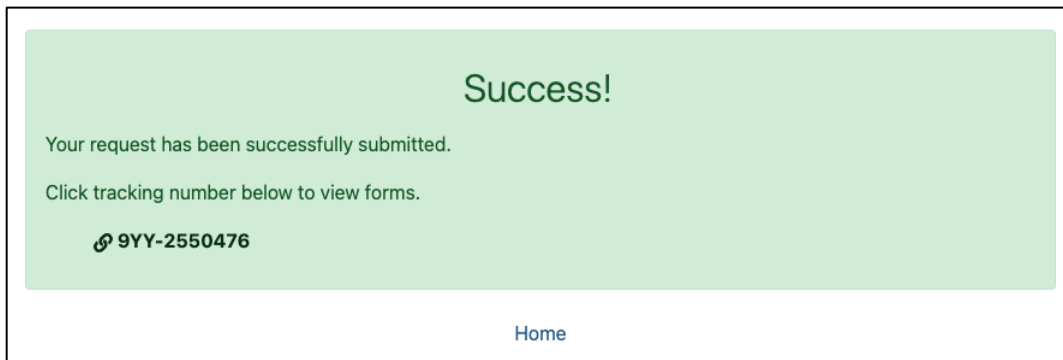 Success!
Your request has been successfully submitted.
Click tracking number below to view forms.
9YY-2550476
Home